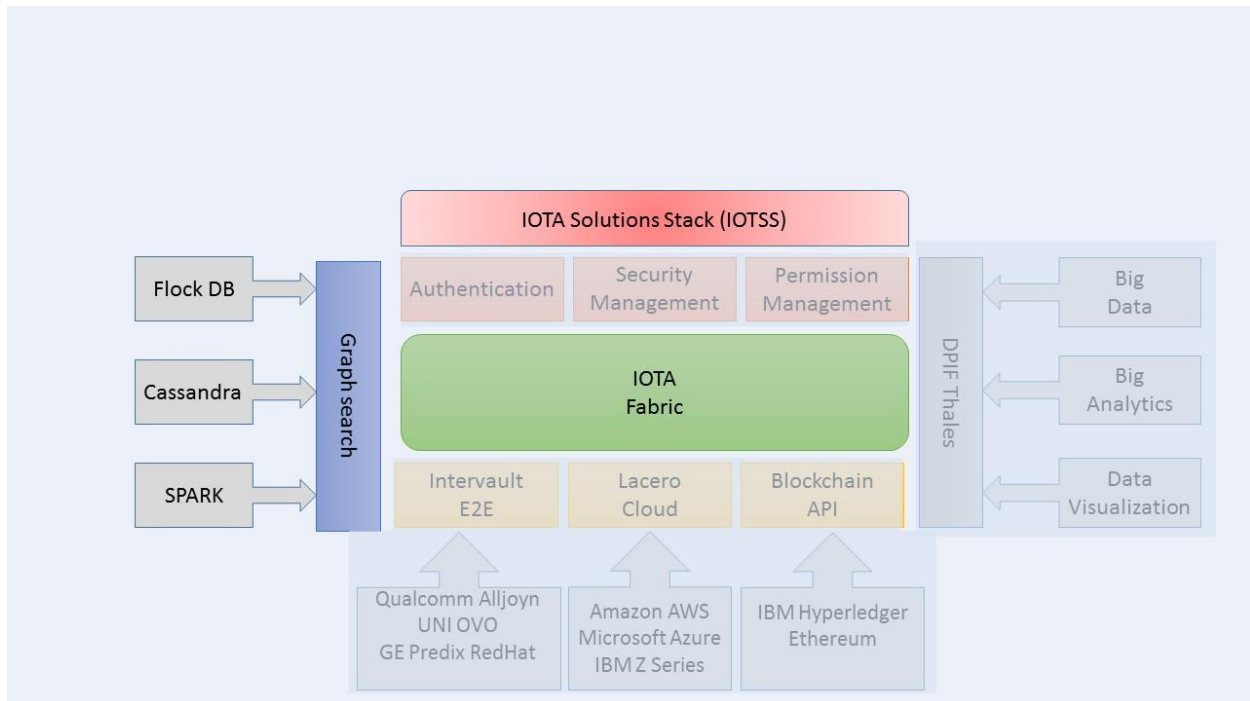 IOTA Solutions Stack (IOTSS)
Flock DB
Cassandra
SPARK
Graph search
Authentication
Security
Management
Permission
Management
IOTA
Fabric
Intervault
E2E
Lacero
Cloud
Blockchain
API
DPIF Thales
Big
Data
Big
Analytics
Data
Visualization
Qualcomm Alljoyn
UNI OVO
GE Predix RedHat
Amazon AWS
Microsoft Azure
IBM Z Series
IBM Hyperledger
Ethereum